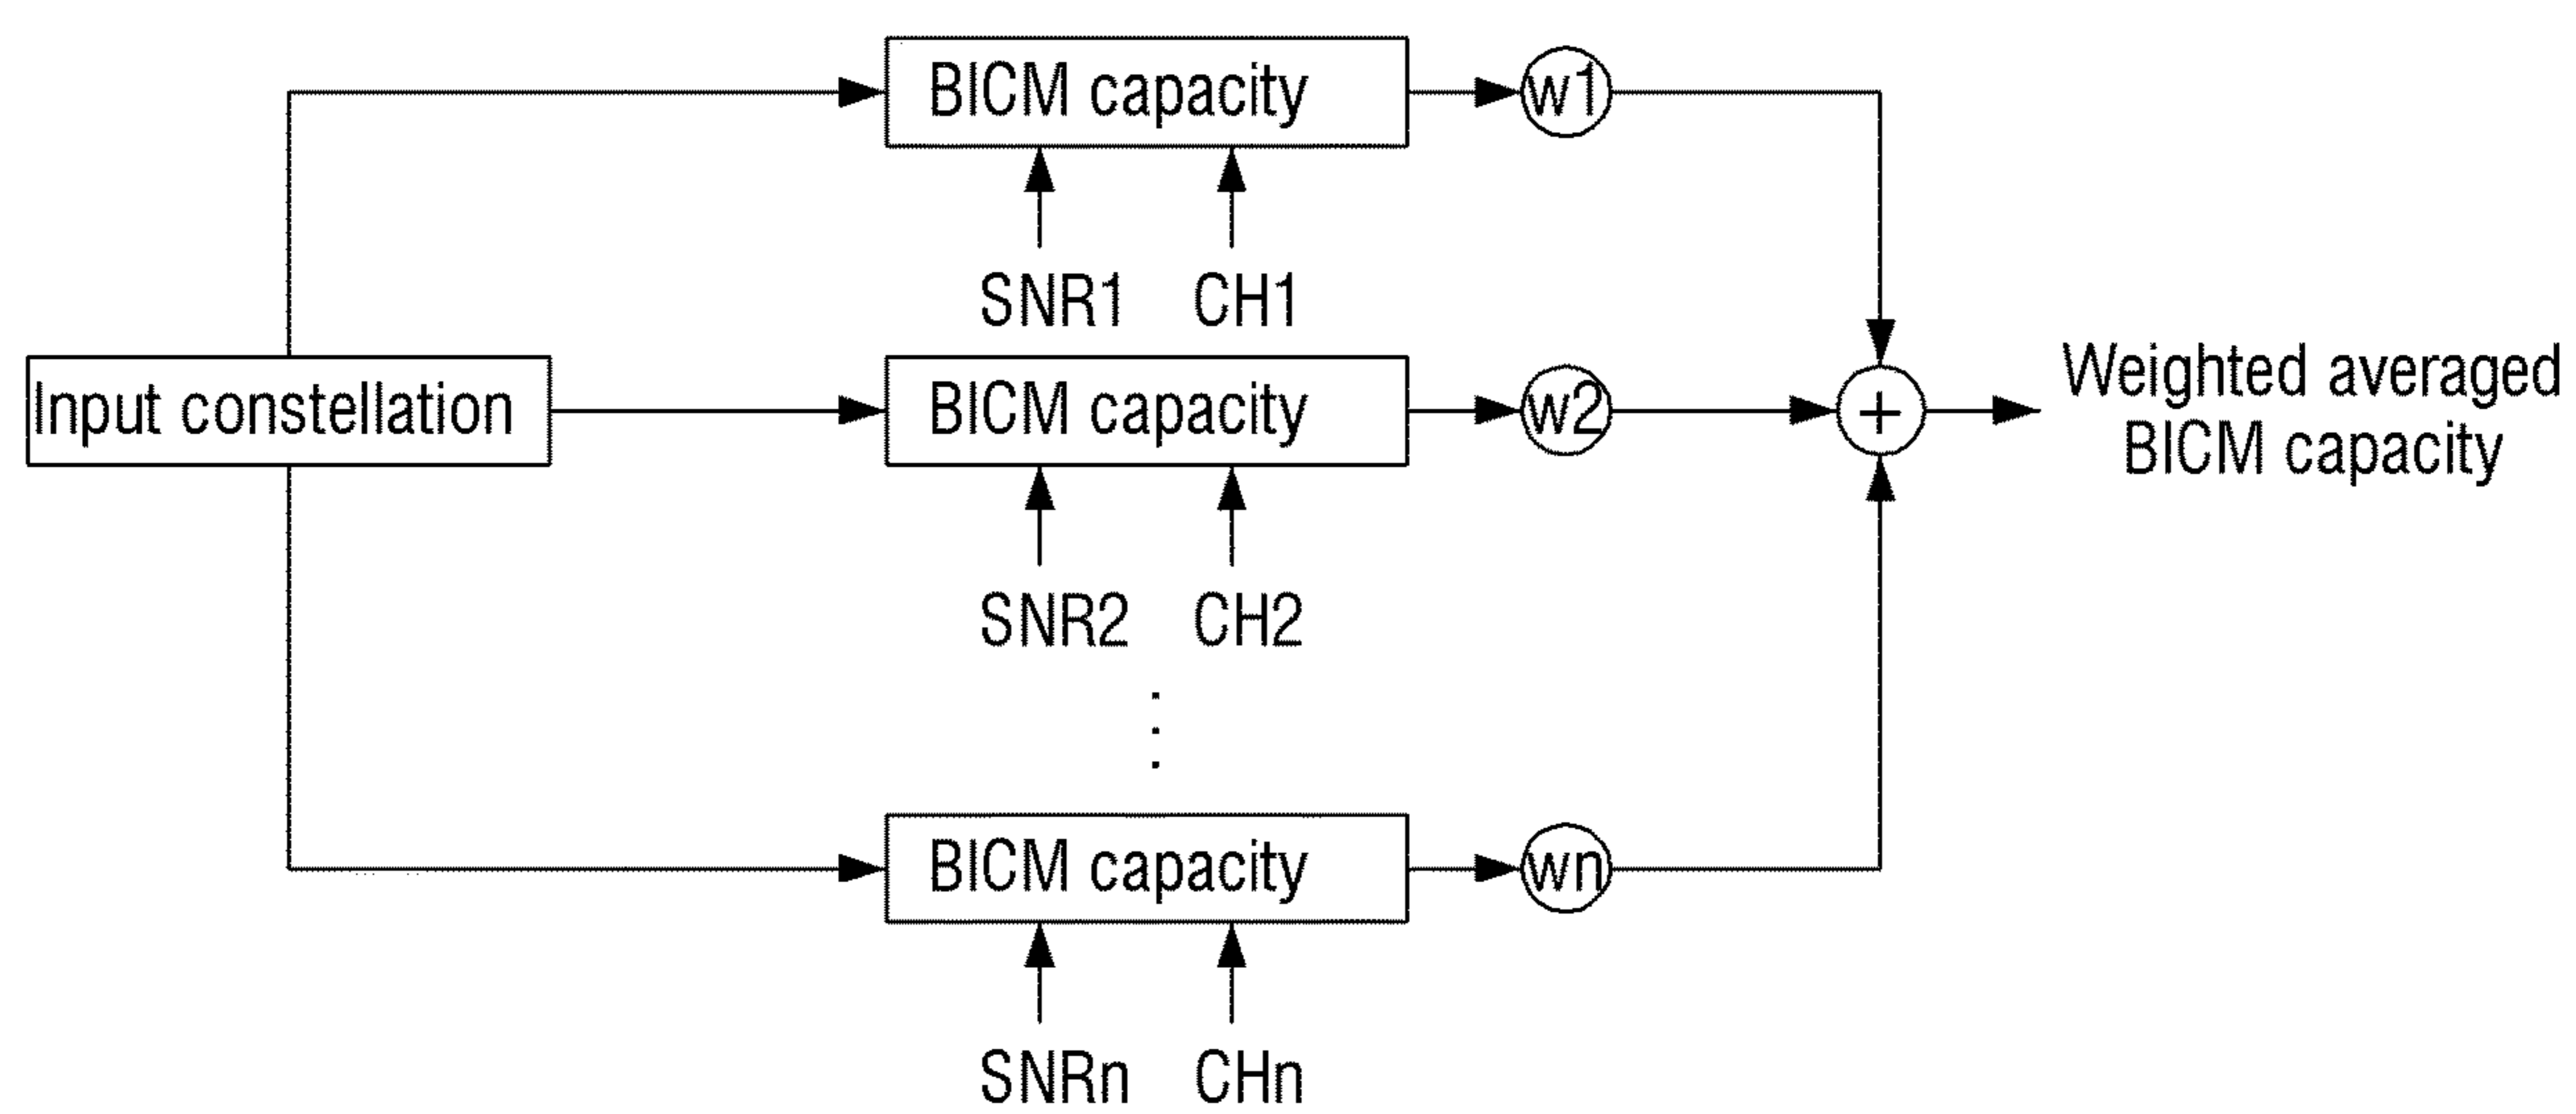 BICM capacity
w1
SNR1 CH1
Input constellation
BICM capacity
w2
+
Weighted averaged
BICM capacity
SNR2 CH2
BICM capacity
wn
SNRn CHn